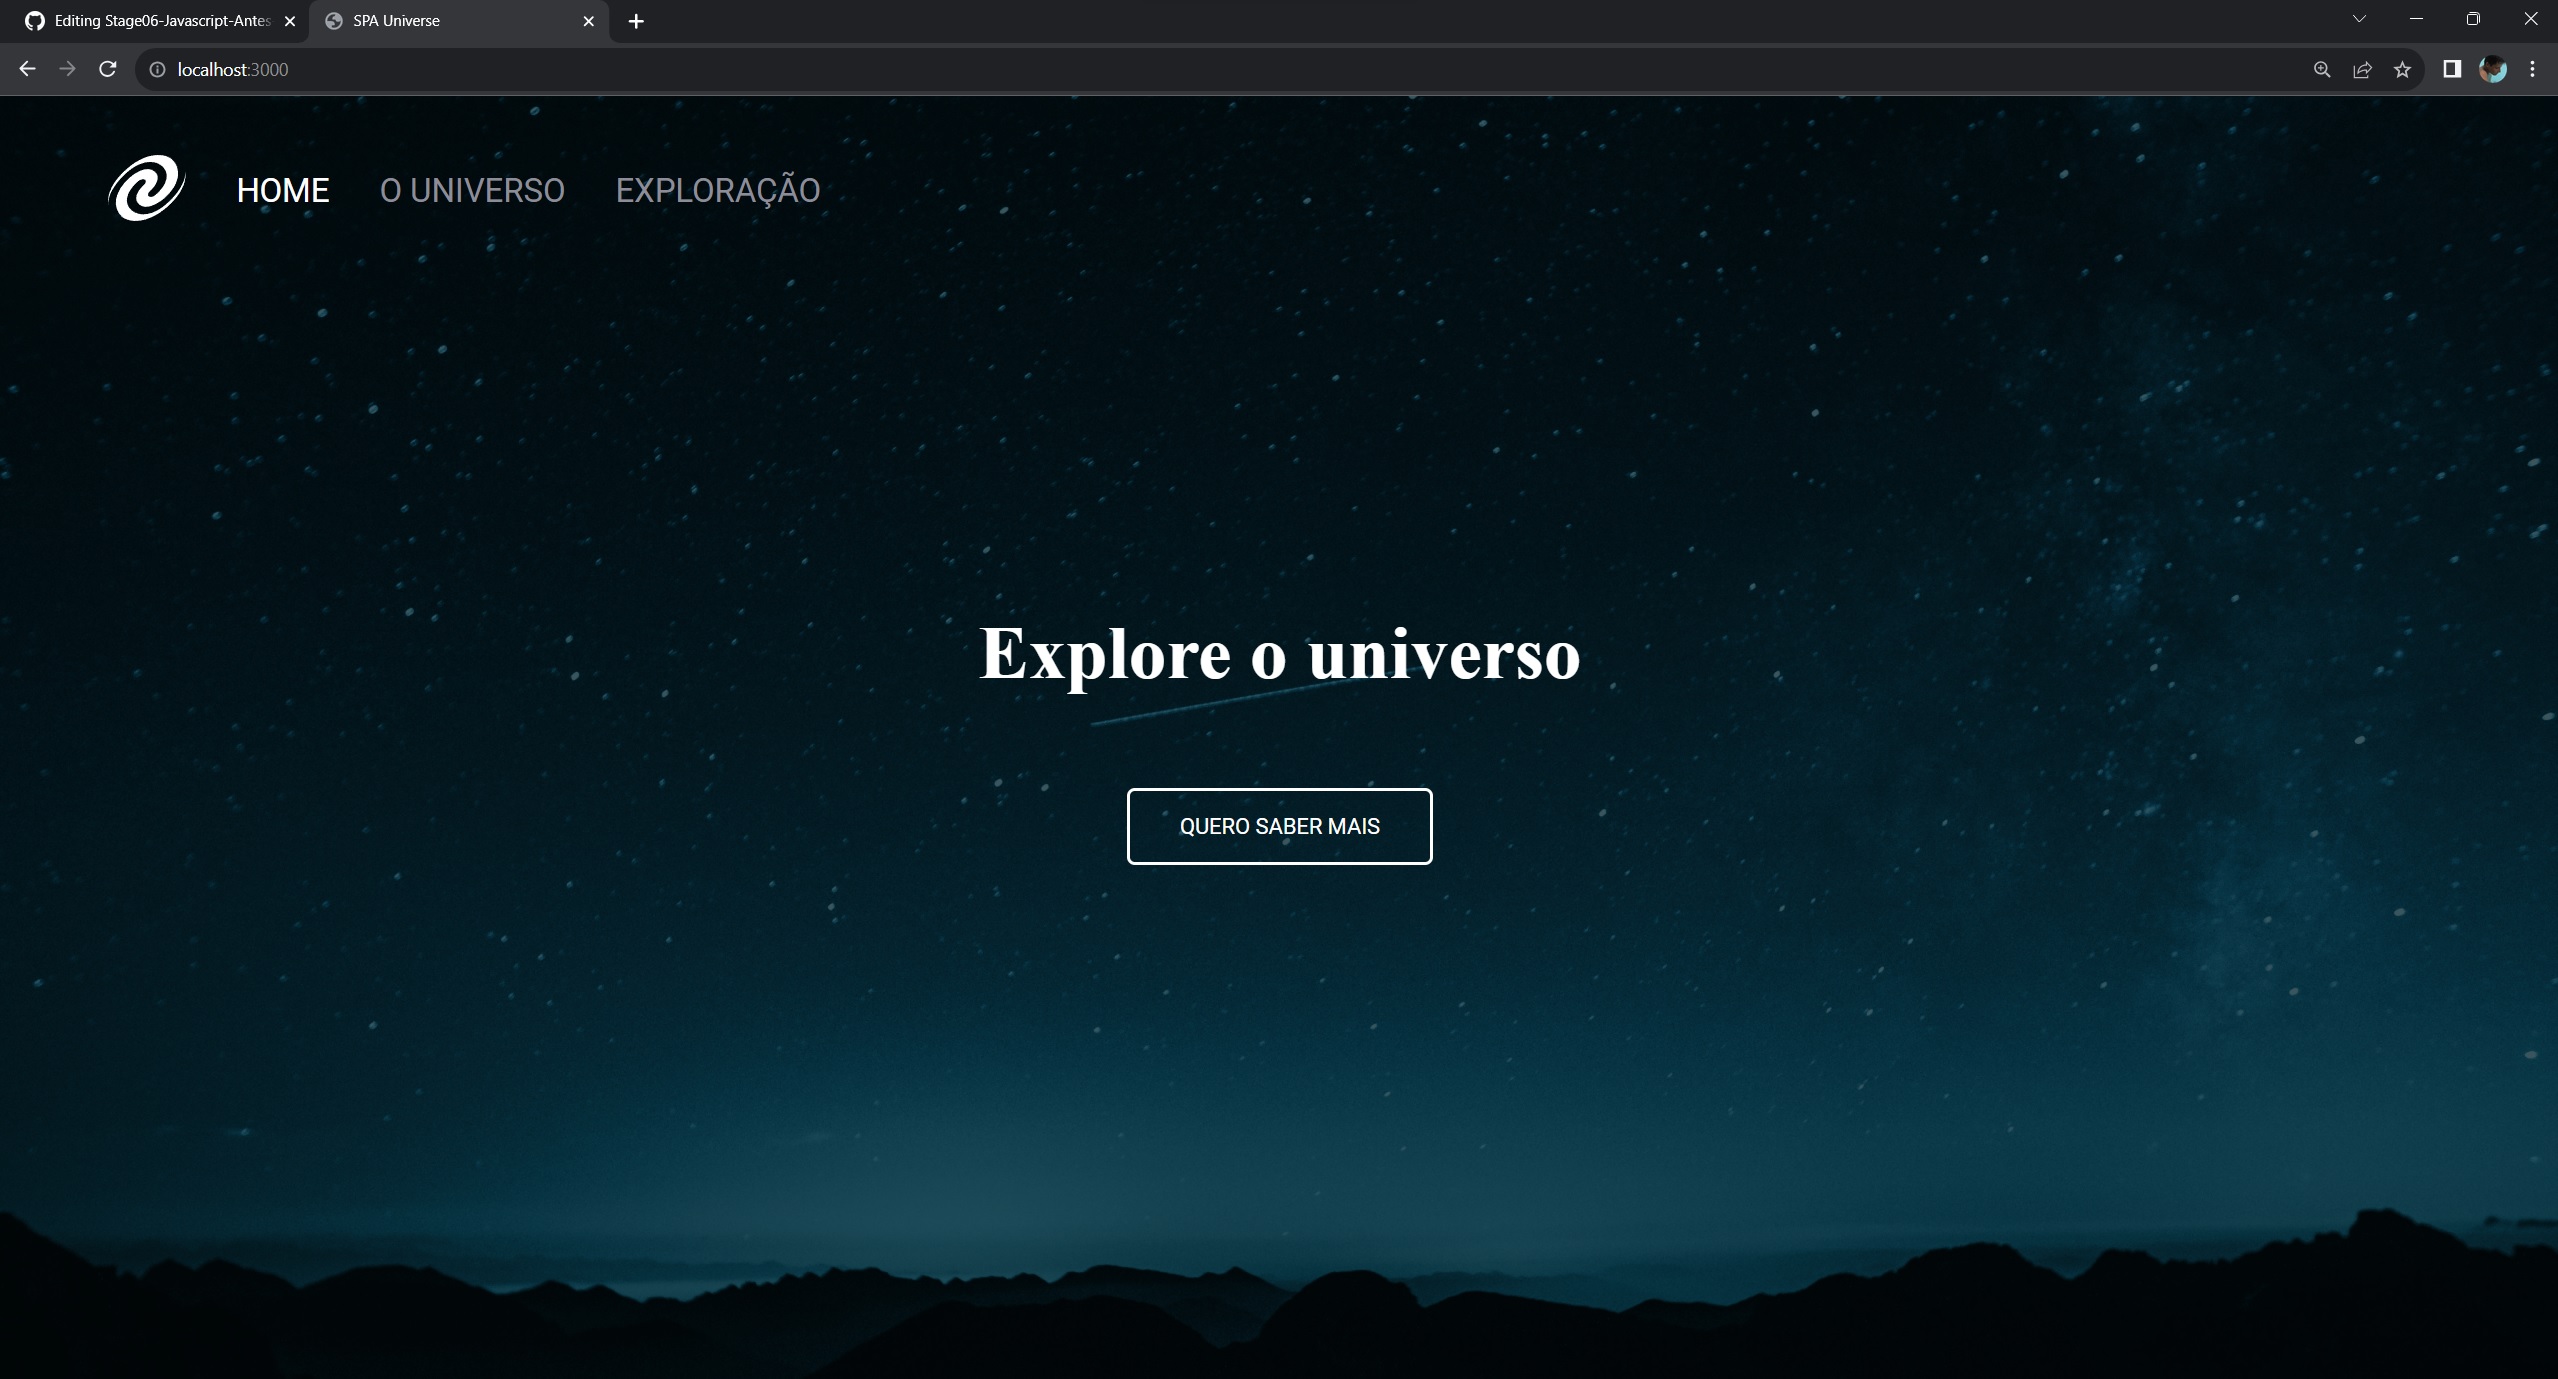 Editing Stage06-Javascript-Antes
SPA Universe
localhost:3000
HOME O UNIVERSO EXPLORAÇÃO
Explore o universo
QUERO SABER MAIS